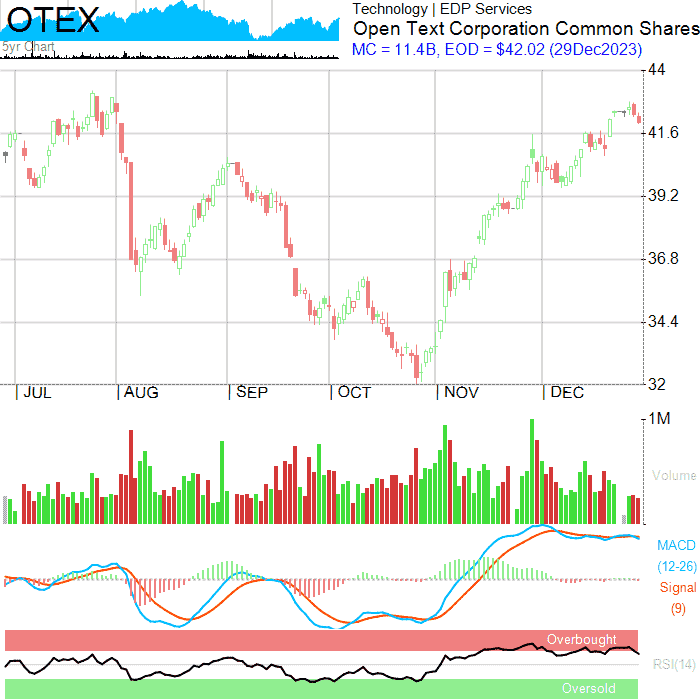 OTEX
5yr Chart
Technology | EDP Services
Open Text Corporation Common Shares
MC = 11.4B, EOD = $42.02 (29Dec2023)
44
41.6
39.2
36.8
34.4
32
| JUL | AUG | SEP | OCT | NOV | DEC
1M
Volume
MACD
(12-26)
Signal
(9)
Overbought
RSI(14)
Oversold